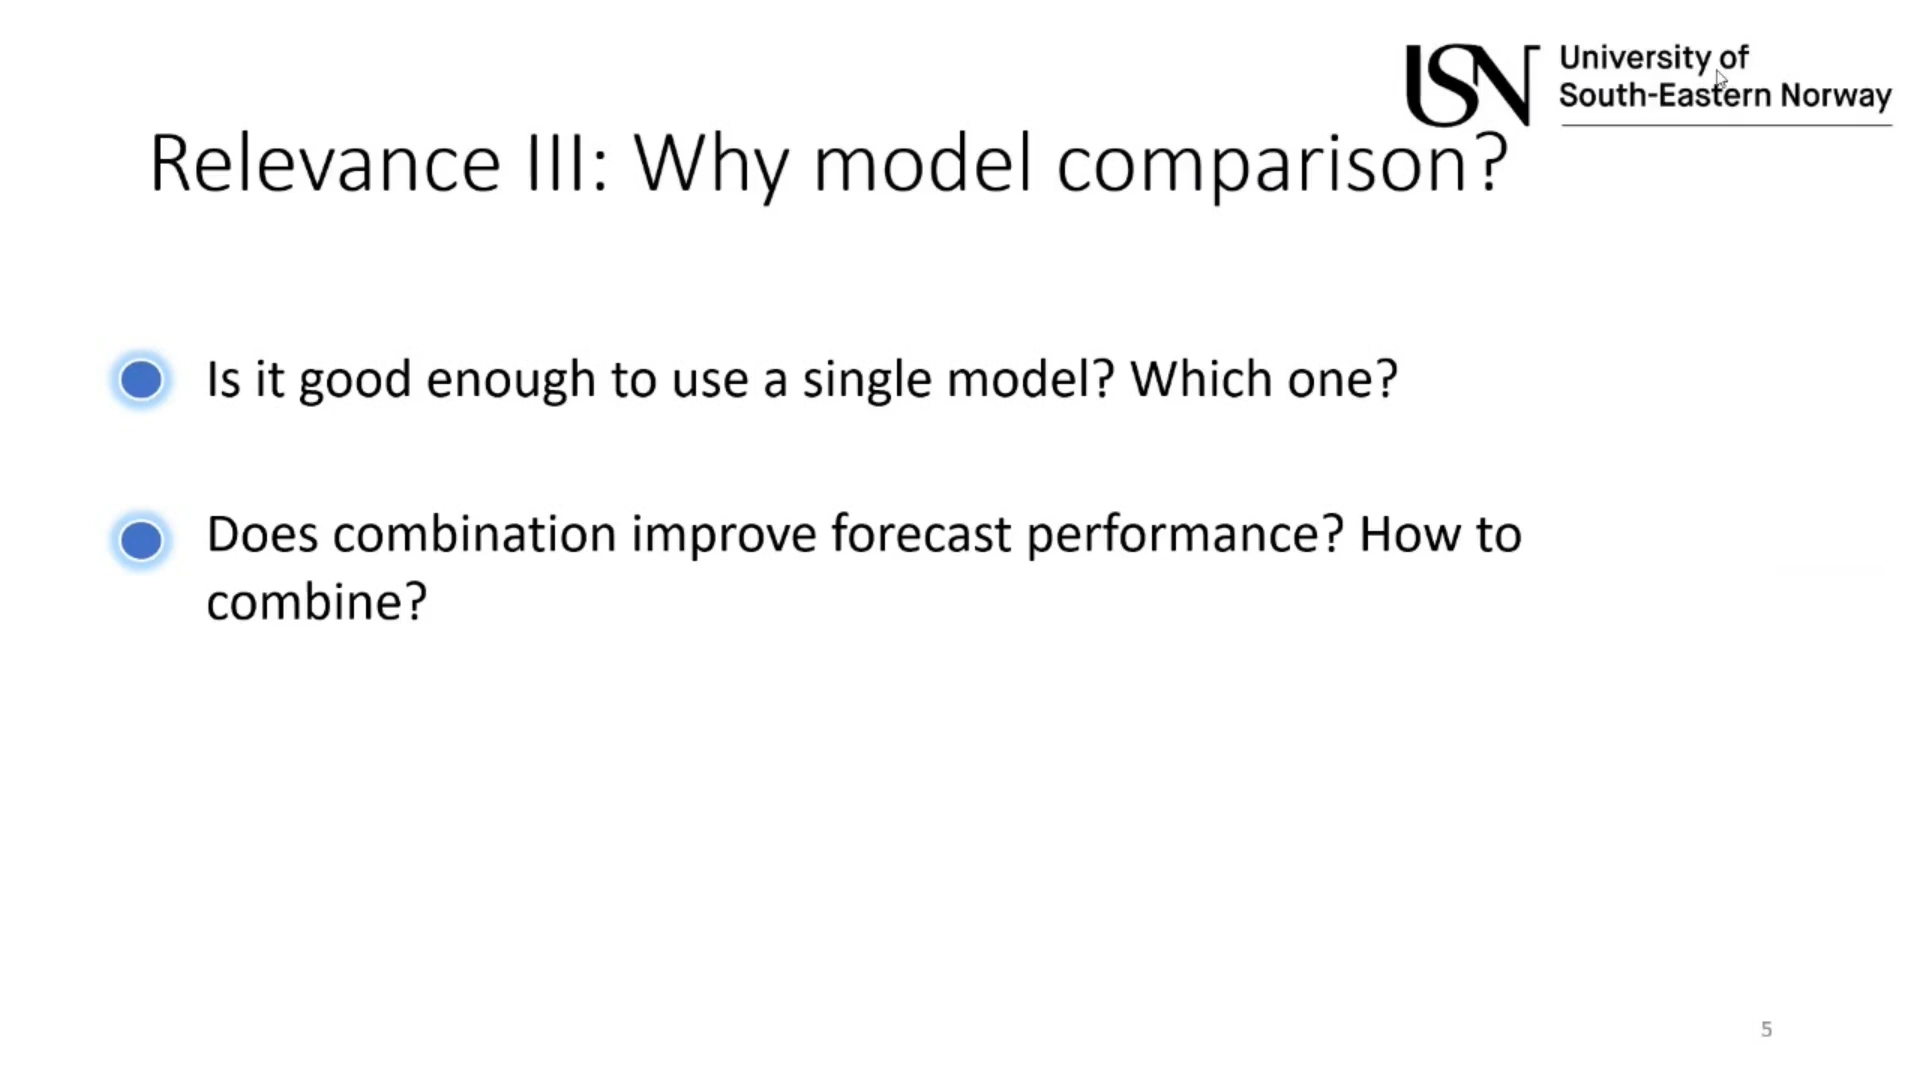 USN
University of
South-Eastern Norway
Relevance III: Why model comparison?
Is it good enough to use a single model? Which one?
Does combination improve forecast performance? How to
combine?
5